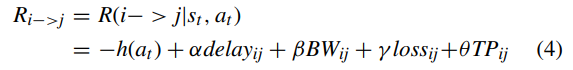 R_{i−>j} = R(i− > j|s_t, a_t)
= −h(a_t) + αdelay_{ij} + βBW_{ij} + γloss_{ij}+θTP_{ij} (4)